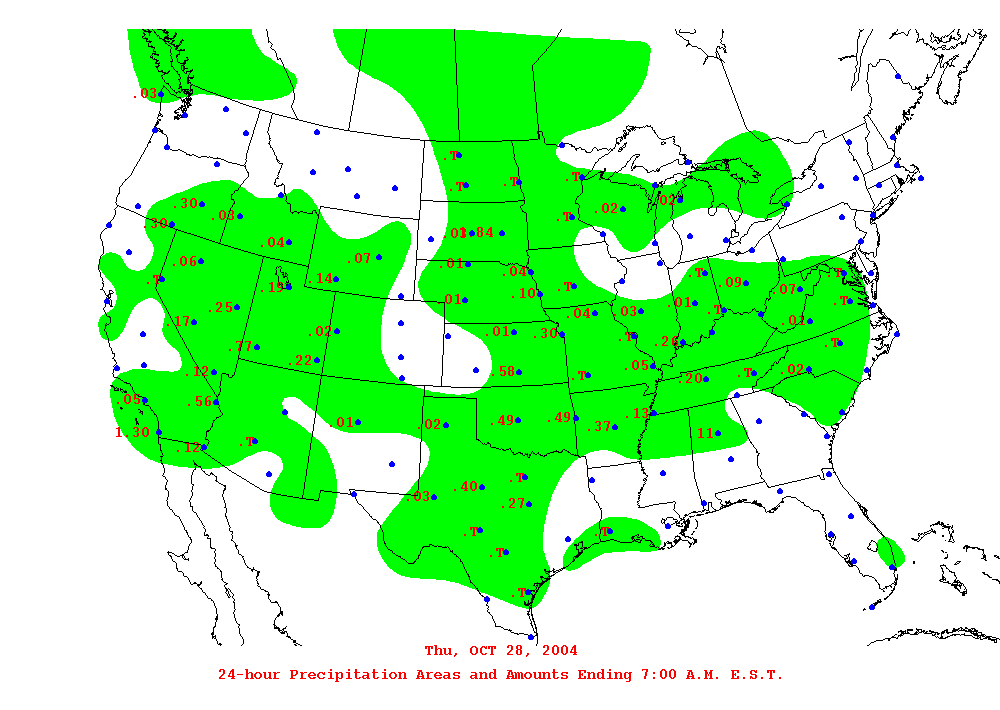 .03
.T
.T .T .T
.30 .02 .02
.30 .03 .T
.03 1.84
.04
.07
.06 .01 .04 .T .T
.T .19 .14 .09 .07
.10 .T
.25 .01 .01 .T
.17 .04 .03 .T .01
.02 .01 .30 .T
.77 .26 .T
.22 .05
.12 .58 .T .20 .T .02
.05 .56
.01 .02 .49 .49 .37 .13
1.30 .11
.12 .T
.T
.40
.03 .27
.T .T
.T
.T
Thu, OCT 28, 2004
24-hour Precipitation Areas and Amounts Ending 7:00 A.M. E.S.T.